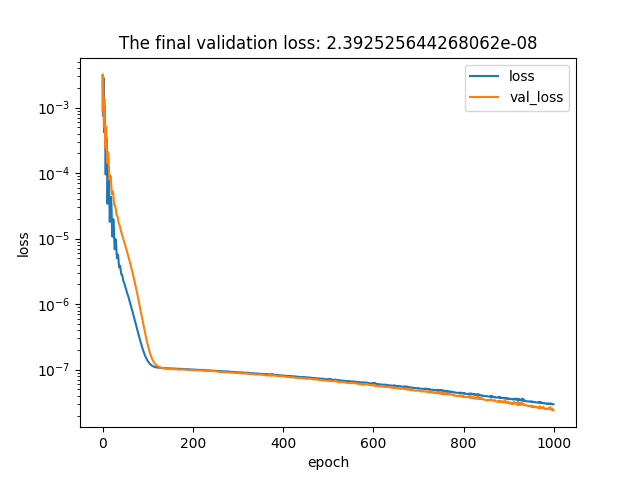 The final validation loss: 2.392525644268062e-08
loss
val_loss
10⁻³
10⁻⁴
10⁻⁵
10⁻⁶
10⁻⁷
loss
0 200 400 600 800 1000
epoch